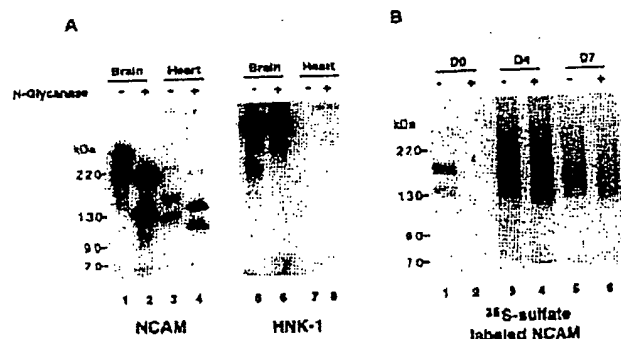 A
Brain Heart
N-Glycanase - + - +
kDa
220-
130-
90-
70-
1 2 3 4
NCAM
Brain Heart
- + - +
5 6 7 8
HNK-1
B
D0 D4 D7
- + - + - +
kDa
220-
130-
90-
70-
1 2 3 4 5 6
35S-sulfate
labeled NCAM